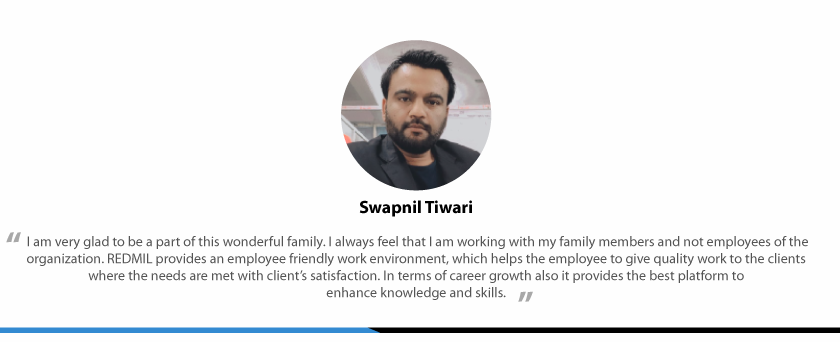 Swapnil Tiwari
“ I am very glad to be a part of this wonderful family. I always feel that I am working with my family members and not employees of the
organization. REDMIL provides an employee friendly work environment, which helps the employee to give quality work to the clients
where the needs are met with client’s satisfaction. In terms of career growth also it provides the best platform to
enhance knowledge and skills. ”